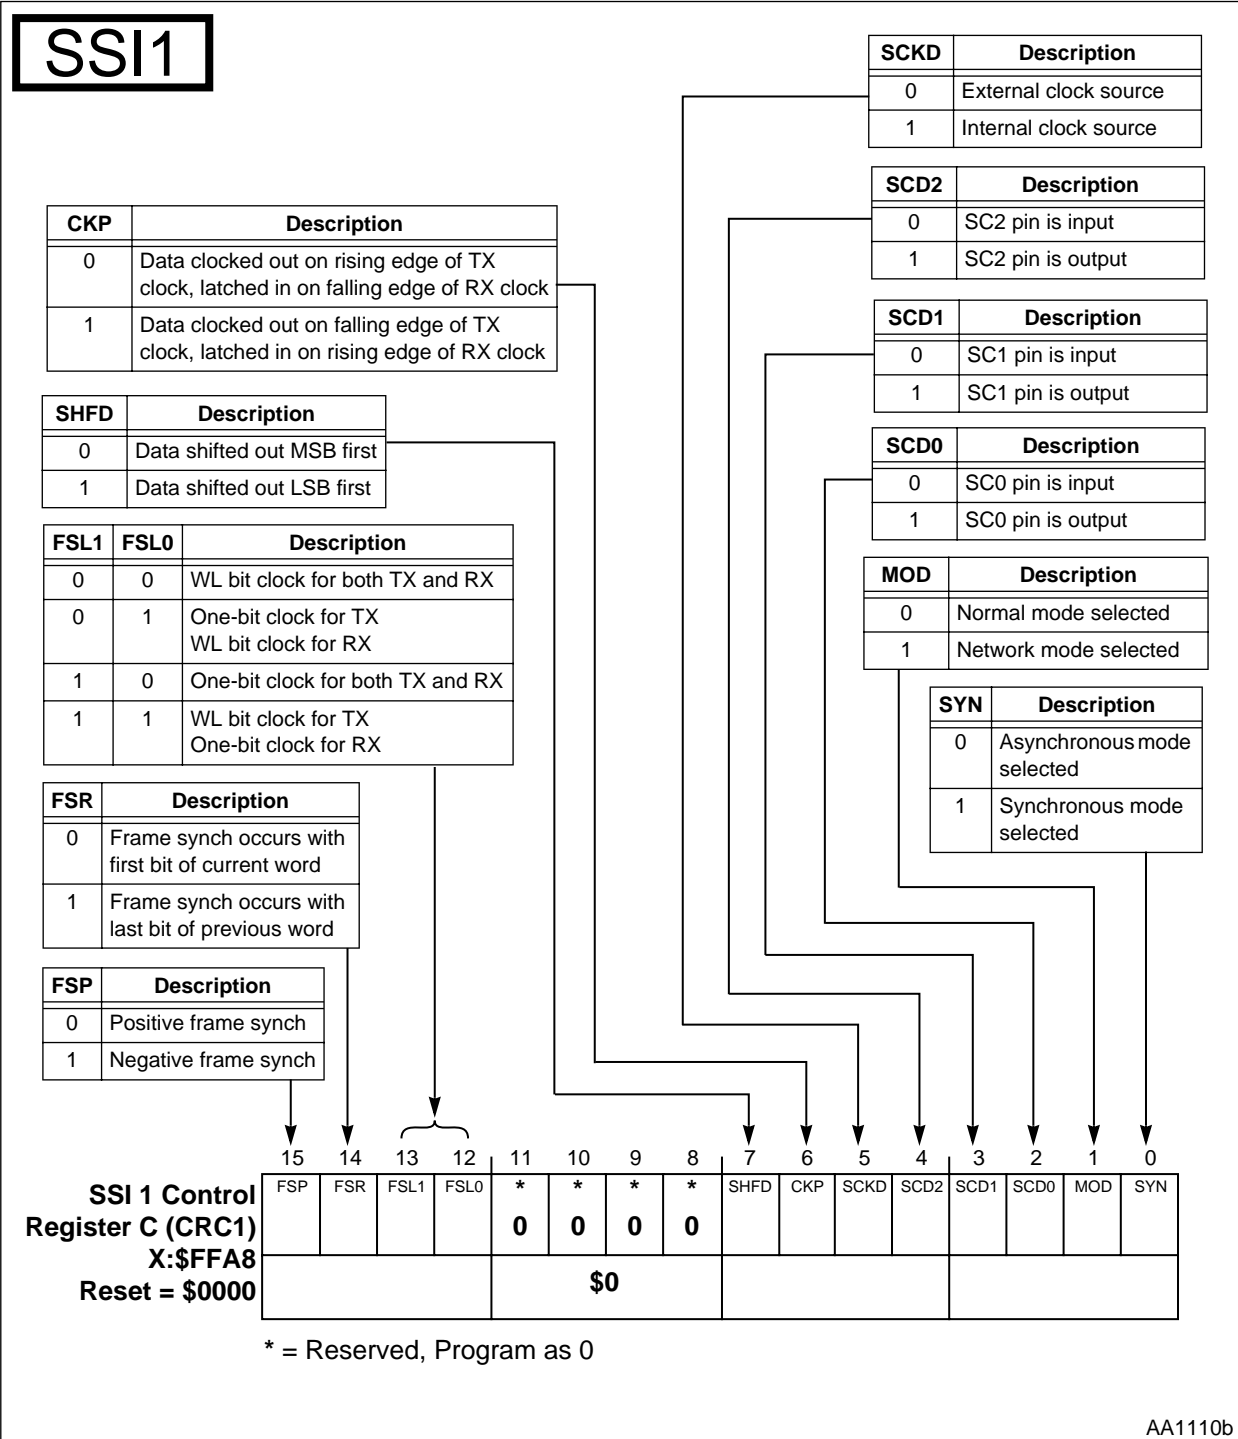 SSI1
SCKD Description
0 External clock source
1 Internal clock source
SCD2 Description
0 SC2 pin is input
1 SC2 pin is output
CKP Description
0 Data clocked out on rising edge of TX
clock, latched in on falling edge of RX clock
1 Data clocked out on falling edge of TX
clock, latched in on rising edge of RX clock
SCD1 Description
0 SC1 pin is input
1 SC1 pin is output
SHFD Description
0 Data shifted out MSB first
1 Data shifted out LSB first
SCD0 Description
0 SC0 pin is input
1 SC0 pin is output
FSL1 FSL0 Description
0 0 WL bit clock for both TX and RX
0 1 One-bit clock for TX
WL bit clock for RX
1 0 One-bit clock for both TX and RX
1 1 WL bit clock for TX
One-bit clock for RX
MOD Description
0 Normal mode selected
1 Network mode selected
SYN Description
0 Asynchronous mode
selected
1 Synchronous mode
selected
FSR Description
0 Frame synch occurs with
first bit of current word
1 Frame synch occurs with
last bit of previous word
FSP Description
0 Positive frame synch
1 Negative frame synch
15 14 13 12 11 10 9 8 7 6 5 4 3 2 1 0
FSP FSR FSL1 FSL0 * * * * SHFD CKP SCKD SCD2 SCD1 SCD0 MOD SYN
0 0 0 0
$0
SSI 1 Control
Register C (CRC1)
X:$FFA8
Reset = $0000
* = Reserved, Program as 0
AA1110b